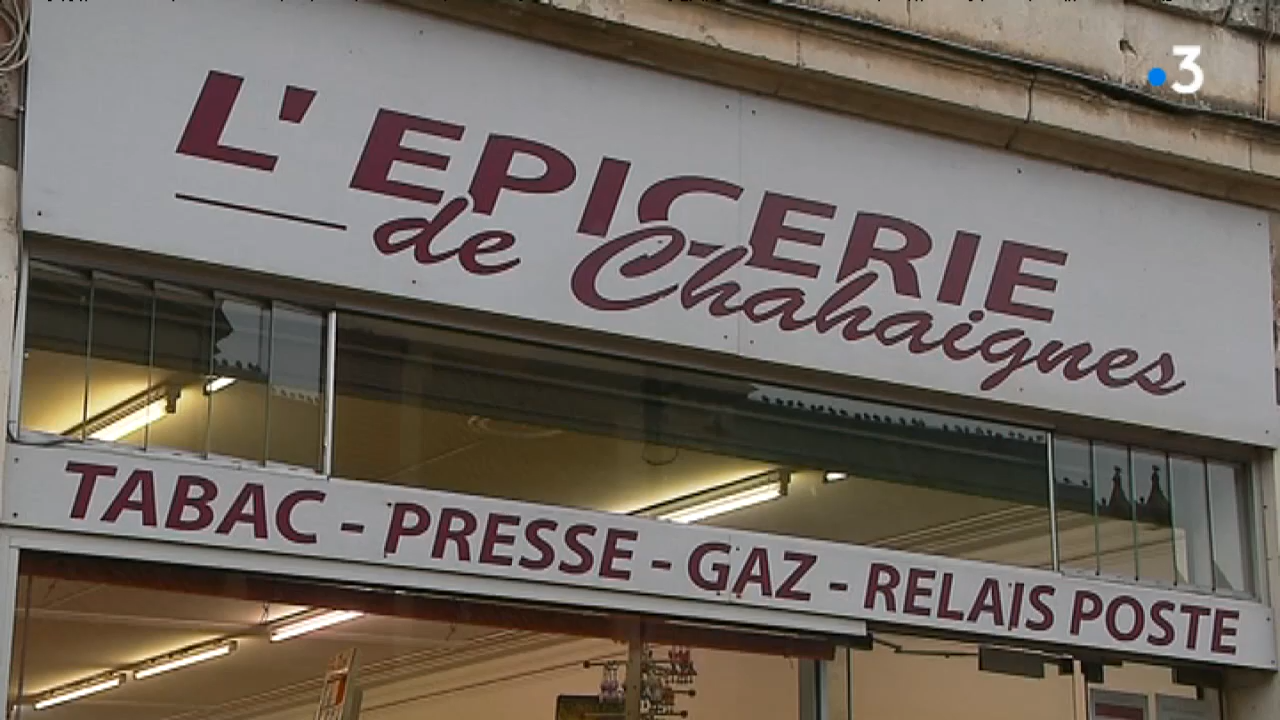 3
L' EPICERIE
de Chahaignes
TABAC - PRESSE - GAZ - RELAIS POSTE